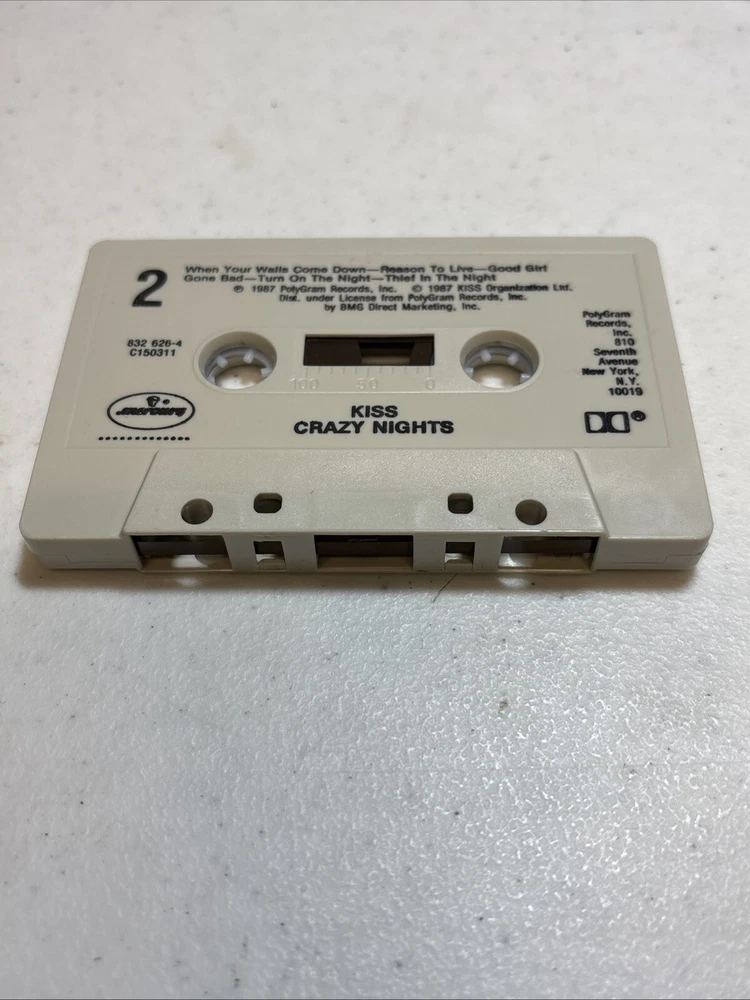 2
When Your Walls Come Down—Reason To Live—Good Girl
Gone Bad—Turn On The Night—Thief In The Night
℗ 1987 PolyGram Records, Inc. © 1987 KISS Organization Ltd.
Dist. under License from PolyGram Records, Inc.
by BMG Direct Marketing, Inc.
832 626-4
C150311
PolyGram
Records,
Inc.
810
Seventh
Avenue
New York,
N.Y.
10019
100 50 0
mercury
KISS
CRAZY NIGHTS